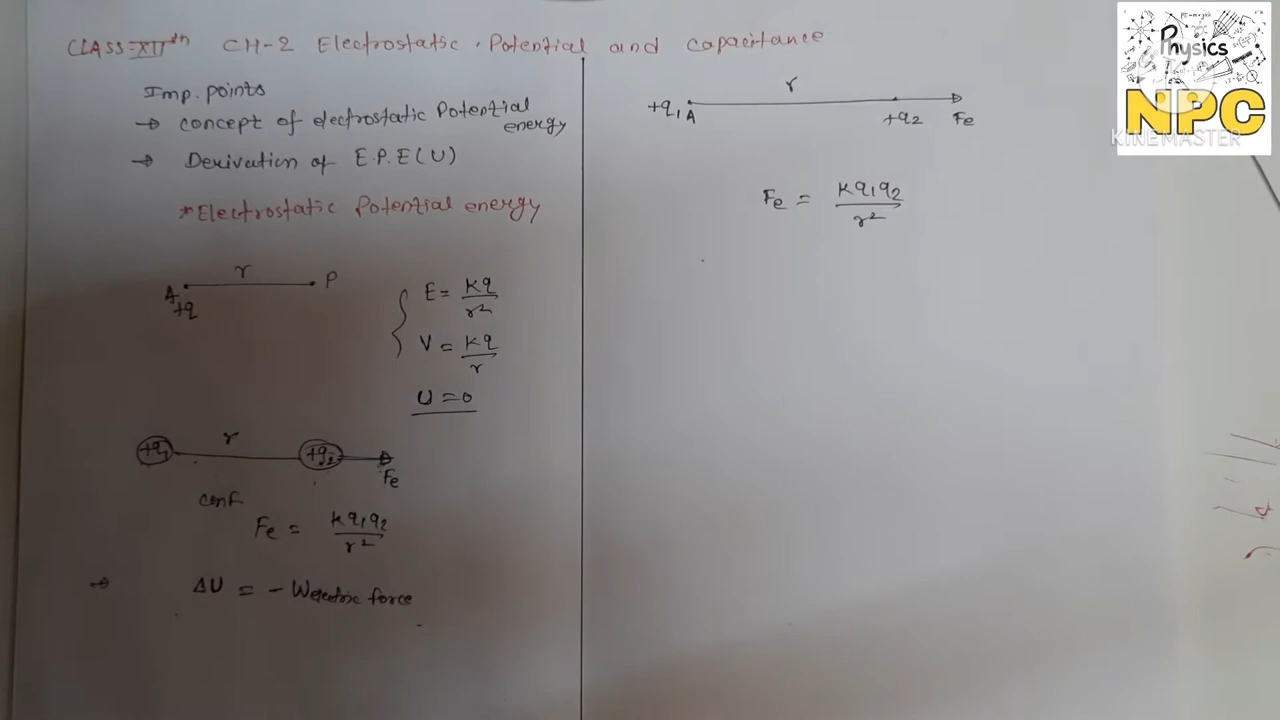 CLASS=XIIth CH-2 Electrostatic Potential and capacitance
Imp. points
→ concept of electrostatic Potential
energy
→ Derivation of E.P.E(U)
*Electrostatic Potential energy
r
A P
+q
E = Kq/r²
V = Kq/r
U = 0
r
+q1 +q2
Fe
conf
Fe = Kq1q2/r²
→ ΔU = - Welectric force
r
+q1 A +q2 Fe
Fe = Kq1q2/r²
Physics
NPC
KINEMASTER